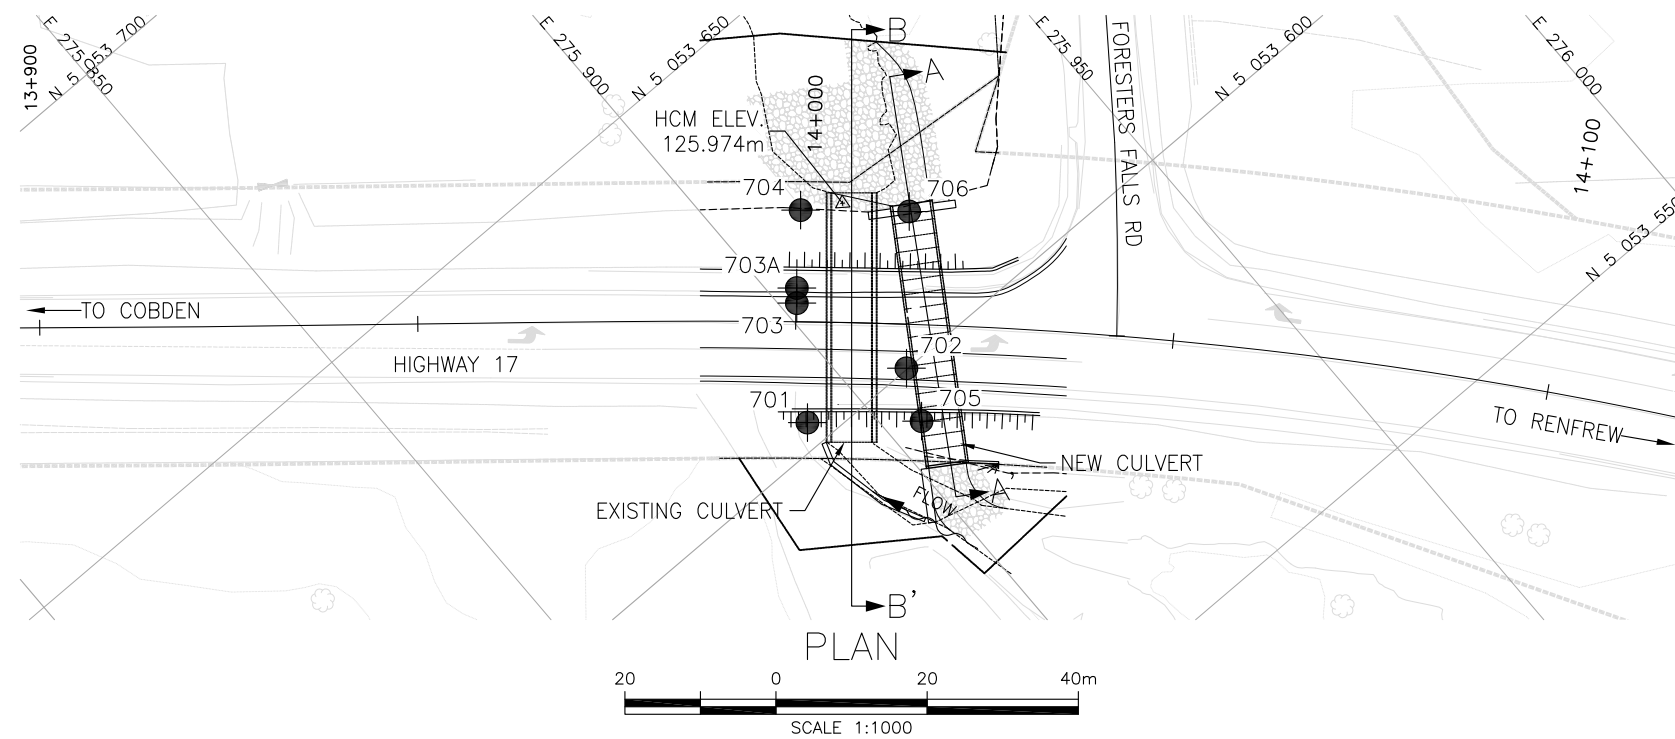 13+900
E 275 850
N 5 053 700
E 275 900
N 5 053 650
B
A
14+000
HCM ELEV.
125.974m
E 275 950
FORESTERS FALLS RD
N 5 053 600
E 276 000
14+100
N 5 053 550
704
706
703A
TO COBDEN
703
HIGHWAY 17
702
701
705
TO RENFREW
NEW CULVERT
EXISTING CULVERT
FLOW
A'
B'
PLAN
20 0 20 40m
SCALE 1:1000